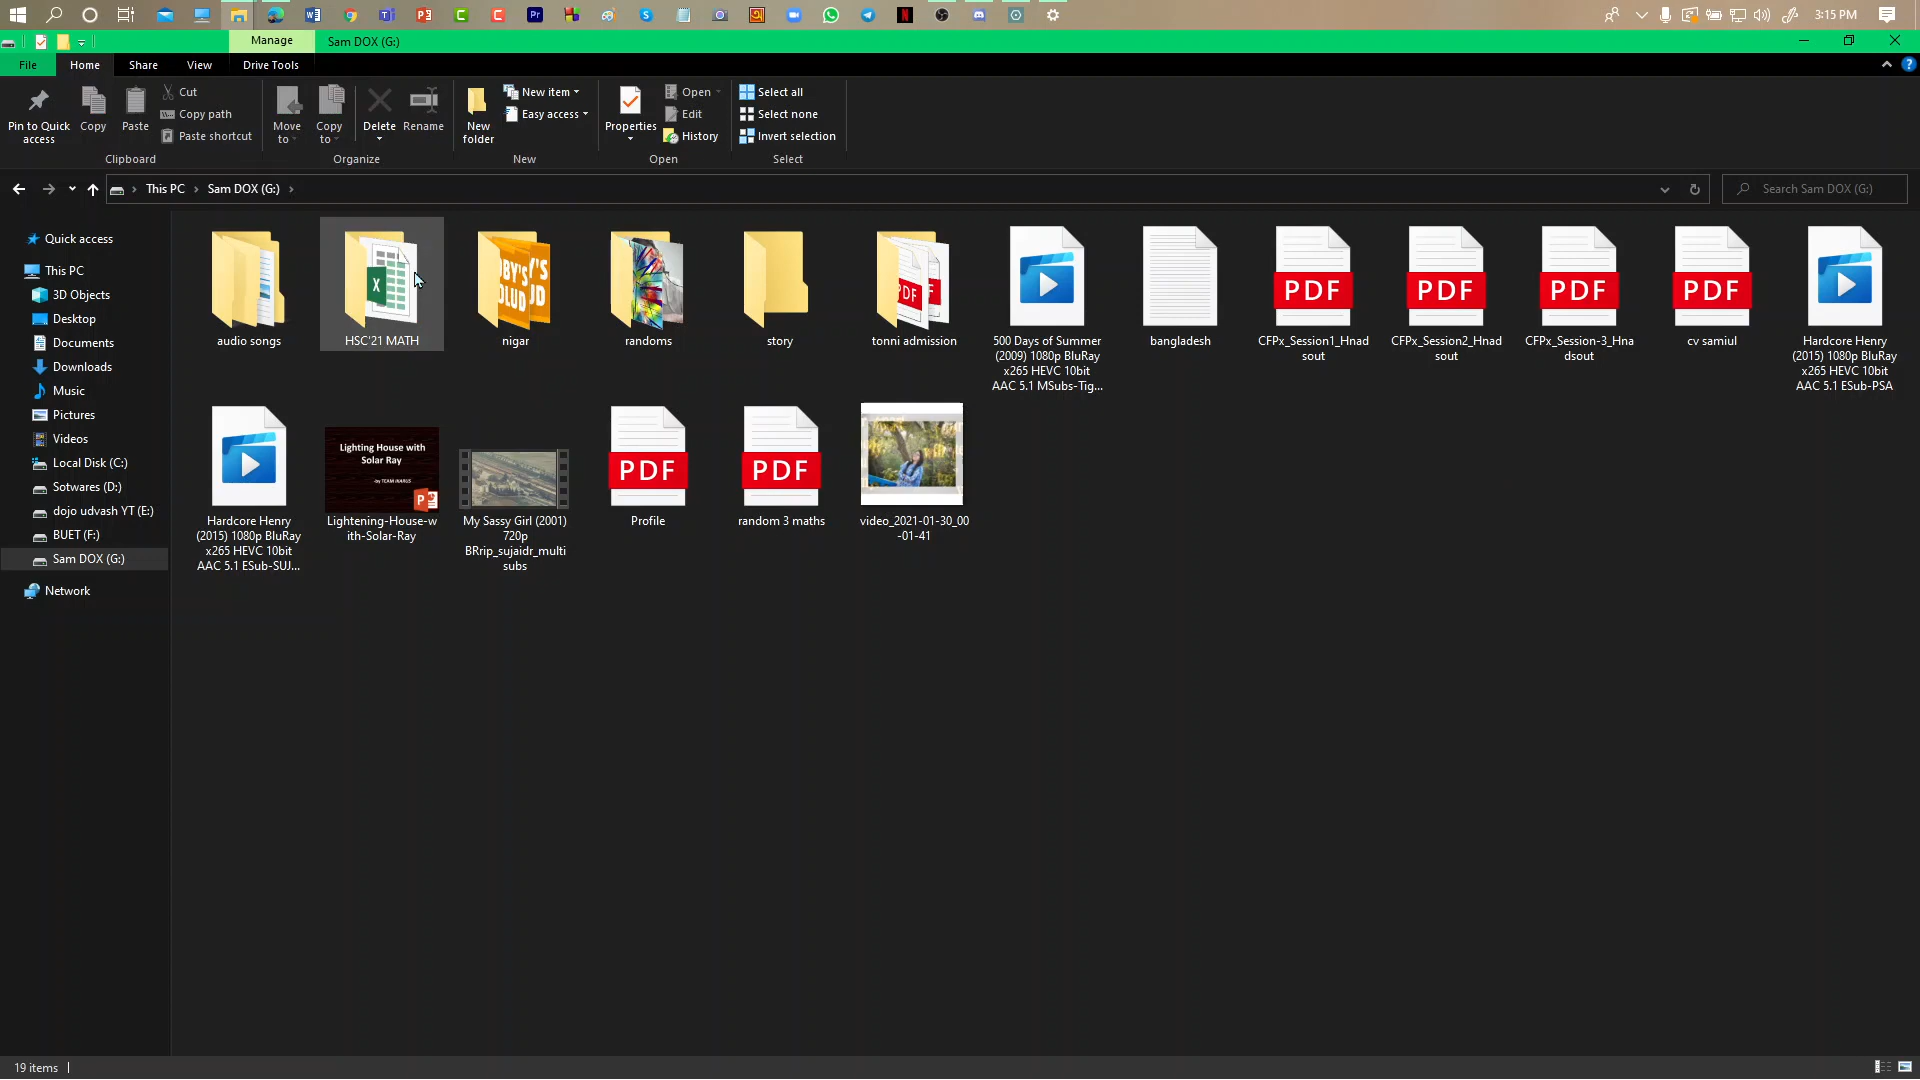 3:15 PM
Manage
Sam DOX (G:)
File
Home
Share
View
Drive Tools
Pin to Quick
access
Copy
Paste
Cut
Copy path
Paste shortcut
Clipboard
Move
to
Copy
to
Delete
Rename
Organize
New
folder
New item
Easy access
New
Properties
Open
Edit
History
Open
Select all
Select none
Invert selection
Select
This PC
Sam DOX (G:)
Search Sam DOX (G:)
Quick access
This PC
3D Objects
Desktop
Documents
Downloads
Music
Pictures
Videos
Local Disk (C:)
Sotwares (D:)
dojo udvash YT (E:)
BUET (F:)
Sam DOX (G:)
Network
audio songs
HSC'21 MATH
nigar
randoms
story
PDF
tonni admission
500 Days of Summer
(2009) 1080p BluRay
x265 HEVC 10bit
AAC 5.1 MSubs-Tig...
bangladesh
PDF
CFPx_Session1_Hnad
sout
PDF
CFPx_Session2_Hnad
sout
PDF
CFPx_Session-3_Hna
dsout
PDF
cv samiul
Hardcore Henry
(2015) 1080p BluRay
x265 HEVC 10bit
AAC 5.1 ESub-PSA
Hardcore Henry
(2015) 1080p BluRay
x265 HEVC 10bit
AAC 5.1 ESub-SUJ...
Lighting House with
Solar Ray
-by TEAM IKARUS
Lightening-House-w
ith-Solar-Ray
My Sassy Girl (2001)
720p
BRrip_sujaidr_multi
subs
PDF
Profile
PDF
random 3 maths
video_2021-01-30_00
-01-41
19 items